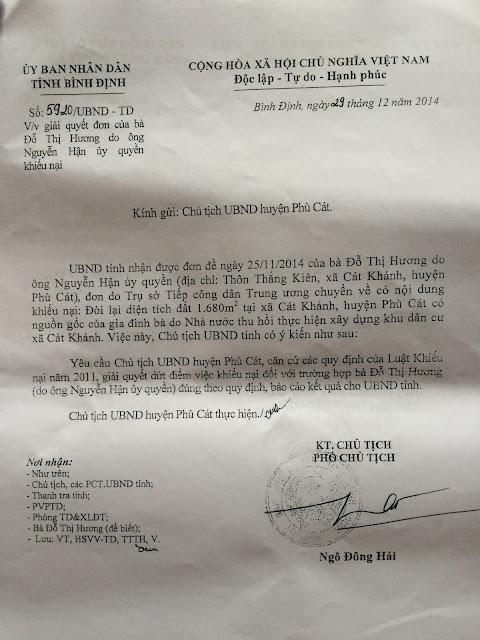 ỦY BAN NHÂN DÂN
TỈNH BÌNH ĐỊNH
CỘNG HÒA XÃ HỘI CHỦ NGHĨA VIỆT NAM
Độc lập - Tự do - Hạnh phúc
Số: 5920/UBND - TD
V/v giải quyết đơn của bà
Đỗ Thị Hương do ông
Nguyễn Hận ủy quyền
khiếu nại
Bình Định, ngày 29 tháng 12 năm 2014
Kính gửi: Chủ tịch UBND huyện Phù Cát.
UBND tỉnh nhận được đơn đề ngày 25/11/2014 của bà Đỗ Thị Hương do
ông Nguyễn Hận ủy quyền (địa chỉ: Thôn Thắng Kiên, xã Cát Khánh, huyện
Phù Cát), đơn do Trụ sở Tiếp công dân Trung ương chuyển về có nội dung
khiếu nại: Đòi lại diện tích đất 1.680m² tại xã Cát Khánh, huyện Phù Cát có
nguồn gốc của gia đình bà do Nhà nước thu hồi thực hiện xây dựng khu dân cư
xã Cát Khánh. Việc này, Chủ tịch UBND tỉnh có ý kiến như sau:
Yêu cầu Chủ tịch UBND huyện Phù Cát, căn cứ các quy định của Luật Khiếu
nại năm 2011, giải quyết dứt điểm việc khiếu nại đối với trường hợp bà Đỗ Thị Hương
(do ông Nguyễn Hận ủy quyền) đúng theo quy định, báo cáo kết quả cho UBND tỉnh.
Chủ tịch UBND huyện Phù Cát thực hiện./.
Nơi nhận:
- Như trên;
- Chủ tịch, các PCT.UBND tỉnh;
- Thanh tra tỉnh;
- PVPTD;
- Phòng TD&XLĐT;
- Bà Đỗ Thị Hương (để biết);
- Lưu: VT, HSVV-TD, TTTH, V.
KT. CHỦ TỊCH
PHÓ CHỦ TỊCH
Ngô Đông Hải